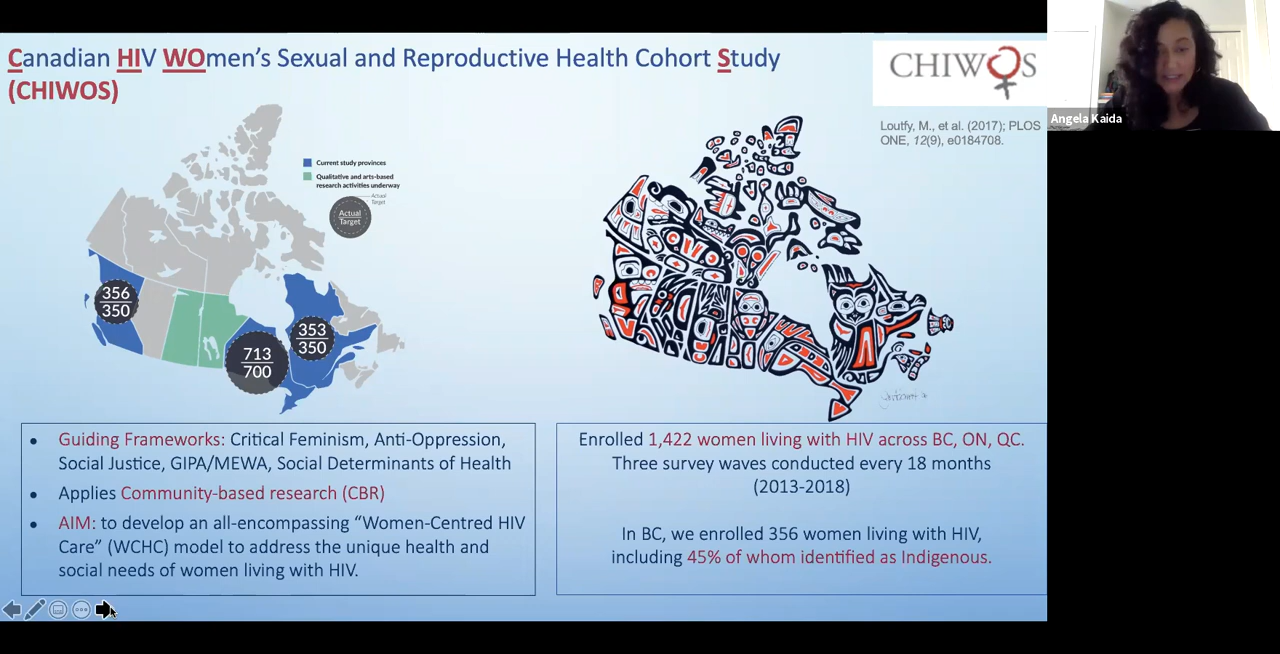 Canadian HIV WOmen's Sexual and Reproductive Health Cohort Study
(CHIWOS)
CHIWOS
Loutfy, M., et al. (2017); PLOS
ONE, 12(9), e0184708.
Angela Kaida
Current study provinces
Qualitative and arts-based
research activities underway
Actual
Target
Actual
Target
356
350
713
700
353
350
• Guiding Frameworks: Critical Feminism, Anti-Oppression,
Social Justice, GIPA/MEWA, Social Determinants of Health
• Applies Community-based research (CBR)
• AIM: to develop an all-encompassing “Women-Centred HIV
Care” (WCHC) model to address the unique health and
social needs of women living with HIV.
Enrolled 1,422 women living with HIV across BC, ON, QC.
Three survey waves conducted every 18 months
(2013-2018)
In BC, we enrolled 356 women living with HIV,
including 45% of whom identified as Indigenous.